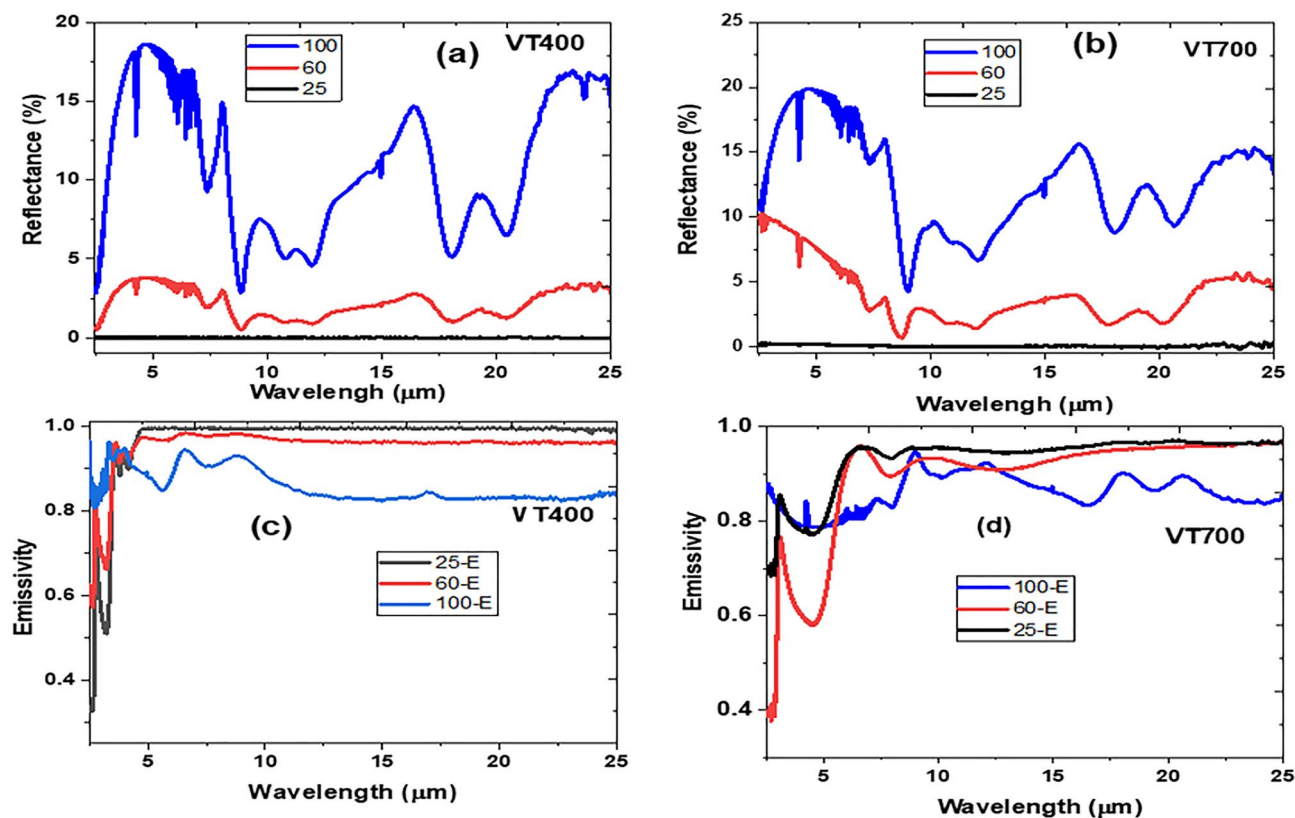 (a) VT400
100
60
25
Reflectance (%)
20
15
10
5
0
5 10 15 20 25
Wavelengh (μm)
(b) VT700
100
60
25
Reflectance (%)
25
20
15
10
5
0
5 10 15 20 25
Wavelengh (μm)
(c) VT400
25-E
60-E
100-E
Emissivity
1.0
0.8
0.6
0.4
5 10 15 20 25
Wavelength (μm)
(d) VT700
100-E
60-E
25-E
Emissivity
1.0
0.8
0.6
0.4
5 10 15 20 25
Wavelength (μm)